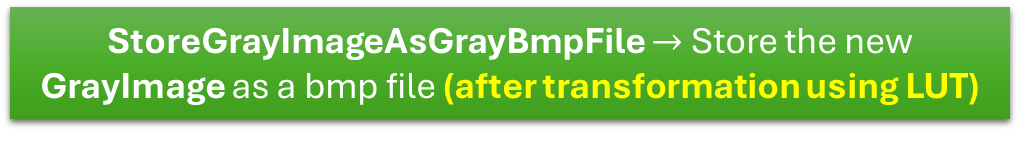 StoreGrayImageAsGrayBmpFile → Store the new
GrayImage as a bmp file (after transformation using LUT)